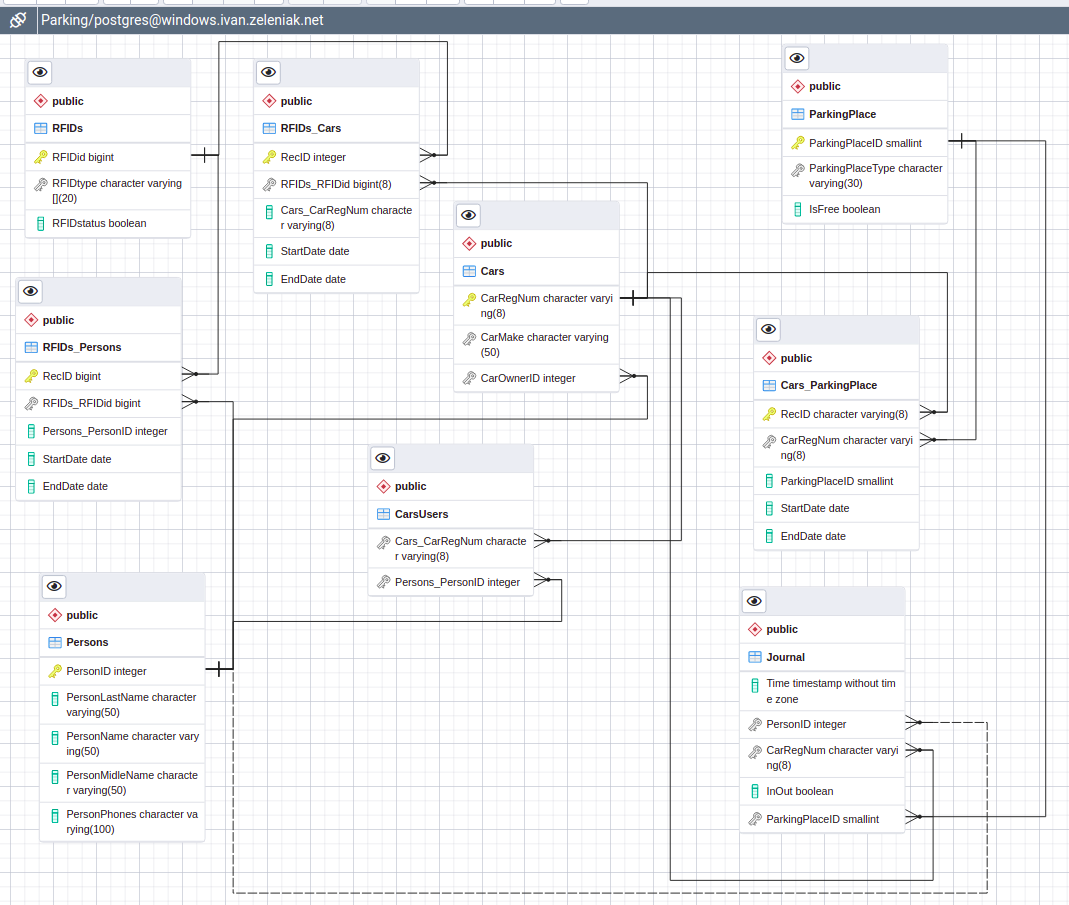 Parking/postgres@windows.ivan.zeleniak.net
public
RFIDs
RFIDid bigint
RFIDtype character varying
[](20)
RFIDstatus boolean
public
RFIDs_Cars
RecID integer
RFIDs_RFIDid bigint(8)
Cars_CarRegNum characte
r varying(8)
StartDate date
EndDate date
public
ParkingPlace
ParkingPlaceID smallint
ParkingPlaceType character
varying(30)
IsFree boolean
public
Cars
CarRegNum character varyi
ng(8)
CarMake character varying
(50)
CarOwnerID integer
public
RFIDs_Persons
RecID bigint
RFIDs_RFIDid bigint
Persons_PersonID integer
StartDate date
EndDate date
public
Cars_ParkingPlace
RecID character varying(8)
CarRegNum character varyi
ng(8)
ParkingPlaceID smallint
StartDate date
EndDate date
public
CarsUsers
Cars_CarRegNum characte
r varying(8)
Persons_PersonID integer
public
Persons
PersonID integer
PersonLastName character
varying(50)
PersonName character vary
ing(50)
PersonMidleName characte
r varying(50)
PersonPhones character va
rying(100)
public
Journal
Time timestamp without tim
e zone
PersonID integer
CarRegNum character varyi
ng(8)
InOut boolean
ParkingPlaceID smallint